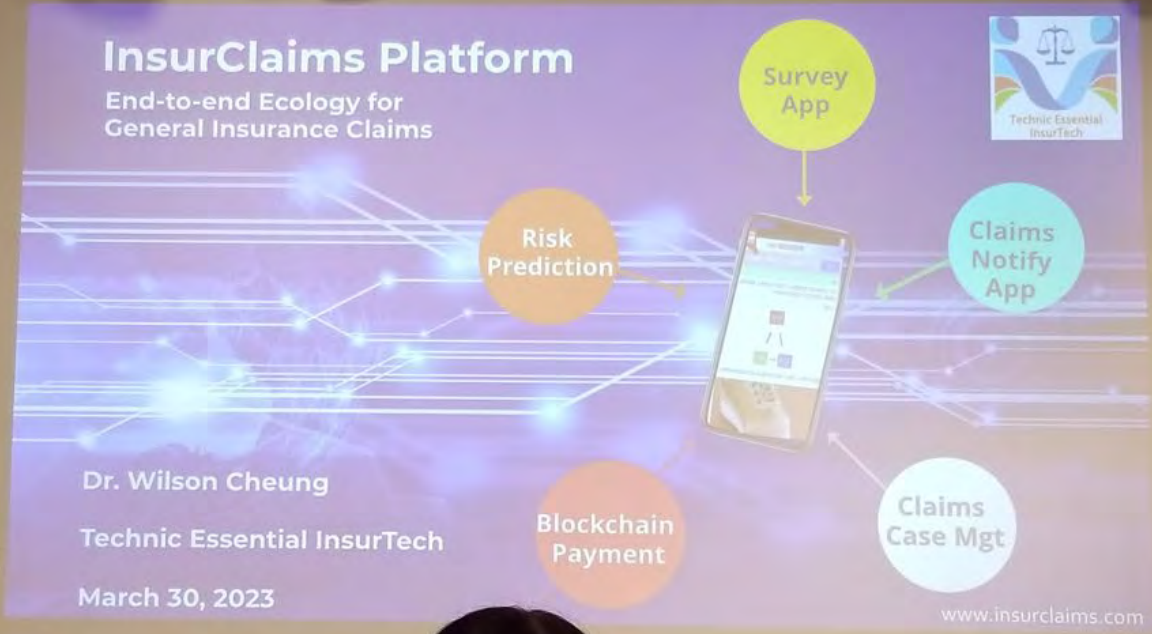 InsurClaims Platform
End-to-end Ecology for
General Insurance Claims
Survey
App
Technic Essential
InsurTech
Risk
Prediction
Claims
Notify
App
Blockchain
Payment
Claims
Case Mgt
Dr. Wilson Cheung
Technic Essential InsurTech
March 30, 2023
www.insurclaims.com